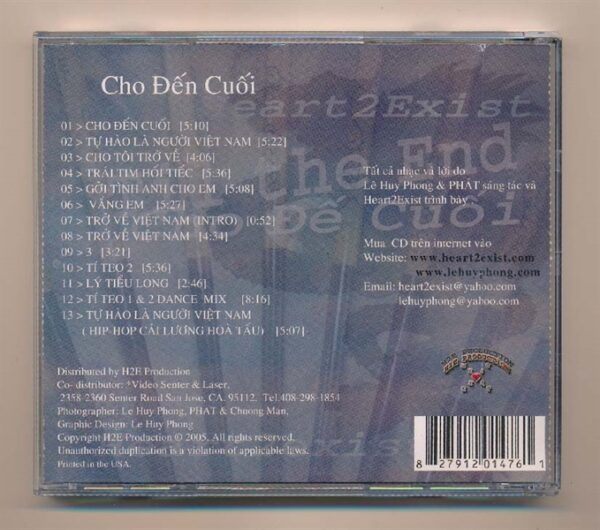 Cho Đến Cuối
eart2Exist
the End
Đế Cuối
01 > CHO ĐẾN CUỐI [5:10]
02 > TỰ HÀO LÀ NGƯỜI VIỆT NAM [5:22]
03 > CHO TÔI TRỞ VỀ [4:06]
04 > TRÁI TIM HỐI TIẾC [5:36]
05 > GỞI TÌNH ANH CHO EM [5:08]
06 > VẮNG EM [5:27]
07 > TRỞ VỀ VIỆT NAM (INTRO) [0:52]
08 > TRỞ VỀ VIỆT NAM [4:34]
09 > 3 [3:21]
10 > TÍ TEO 2 [5:36]
11 > LÝ TIỂU LONG [2:46]
12 > TÍ TEO 1 & 2 DANCE MIX [8:16]
13 > TỰ HÀO LÀ NGƯỜI VIỆT NAM
( HIP-HOP CẢI LƯƠNG HOÀ TẤU) [5:07]
Tất cả nhạc và lời do
Lê Huy Phong & PHÁT sáng tác và
Heart2Exist trình bày
Mua CD trên internet vào
Website: www.heart2exist.com
www.lehuyphong.com
Email: heart2exist@yahoo.com
lehuyphong@yahoo.com
Distributed by H2E Production
Co- distributor: *Video Senter & Laser,
2358-2360 Senter Road San Jose, CA. 95112. Tel.408-298-1854
Photographer: Le Huy Phong, PHAT & Chuong Man,
Graphic Design: Le Huy Phong
Copyright H2E Production © 2005. All rights reserved.
Unauthorized duplication is a violation of applicable laws.
Printed in the USA.
H2E PRODUCTION
exist
8 27912 01476 1